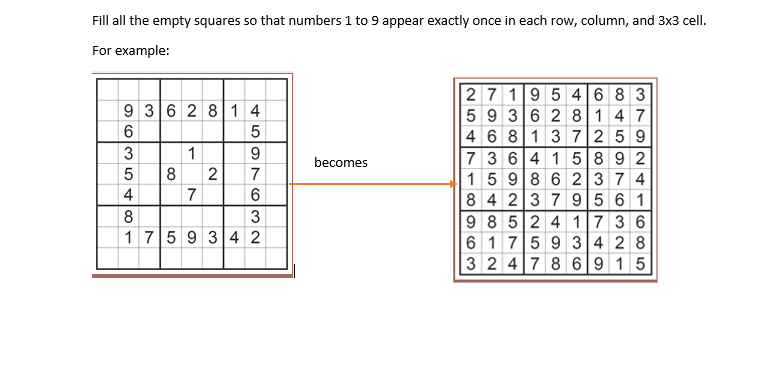 Fill all the empty squares so that numbers 1 to 9 appear exactly once in each row, column, and 3x3 cell.
For example:
9 3 6 2 8 1 4
6 5
3 1 9
5 8 2 7
4 7 6
8 3
1 7 5 9 3 4 2
becomes
2 7 1 9 5 4 6 8 3
5 9 3 6 2 8 1 4 7
4 6 8 1 3 7 2 5 9
7 3 6 4 1 5 8 9 2
1 5 9 8 6 2 3 7 4
8 4 2 3 7 9 5 6 1
9 8 5 2 4 1 7 3 6
6 1 7 5 9 3 4 2 8
3 2 4 7 8 6 9 1 5